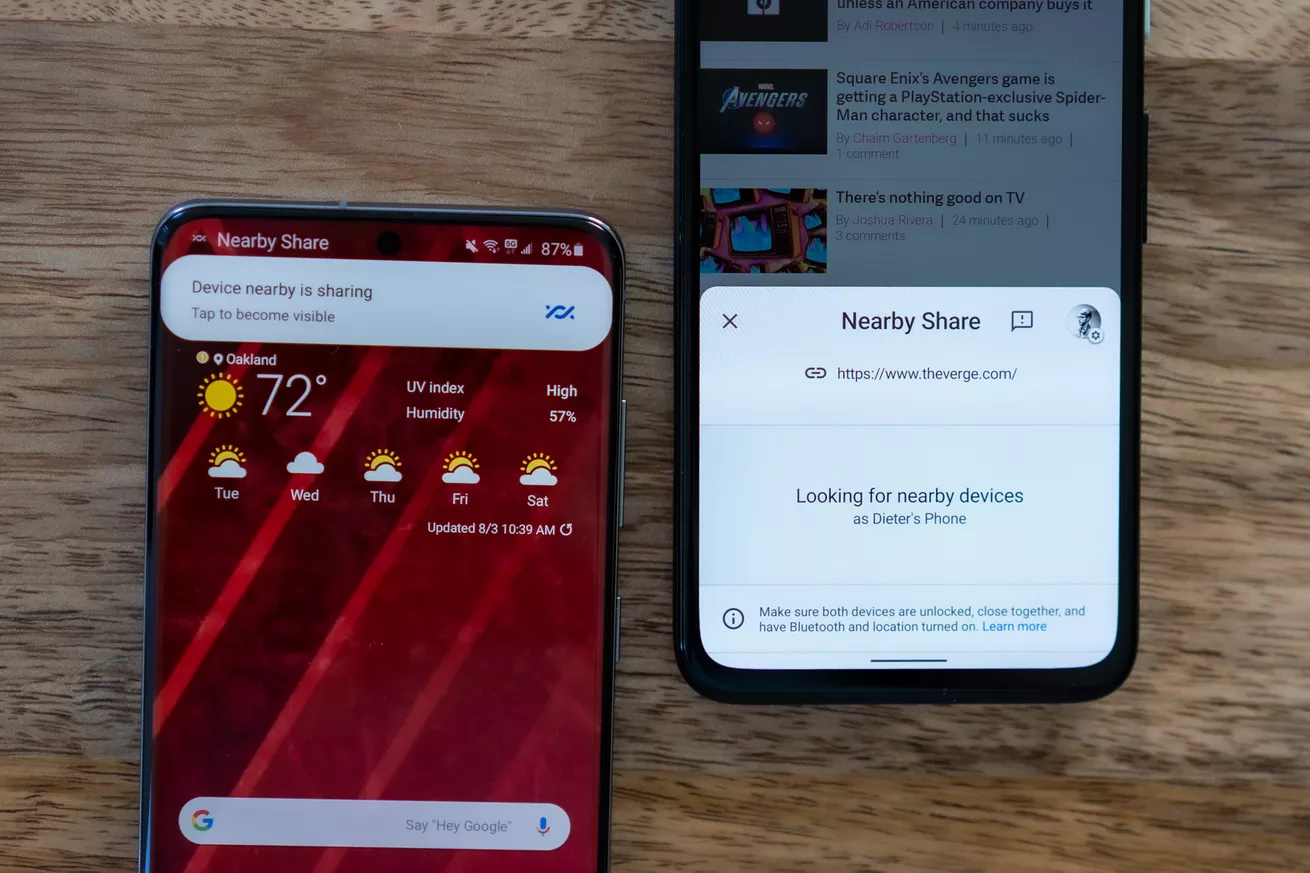 Nearby Share
5G
87%
Device nearby is sharing
Tap to become visible
Oakland
72°
UV index High
Humidity 57%
Tue Wed Thu Fri Sat
Updated 8/3 10:39 AM
G
Say "Hey Google"
unless an American company buys it
By Adi Robertson | 4 minutes ago
MARVEL
AVENGERS
Square Enix's Avengers game is
getting a PlayStation-exclusive Spider-
Man character, and that sucks
By Chaim Gartenberg | 11 minutes ago |
1 comment
There's nothing good on TV
By Joshua Rivera | 24 minutes ago |
3 comments
Nearby Share
https://www.theverge.com/
Looking for nearby devices
as Dieter's Phone
Make sure both devices are unlocked, close together, and
have Bluetooth and location turned on. Learn more